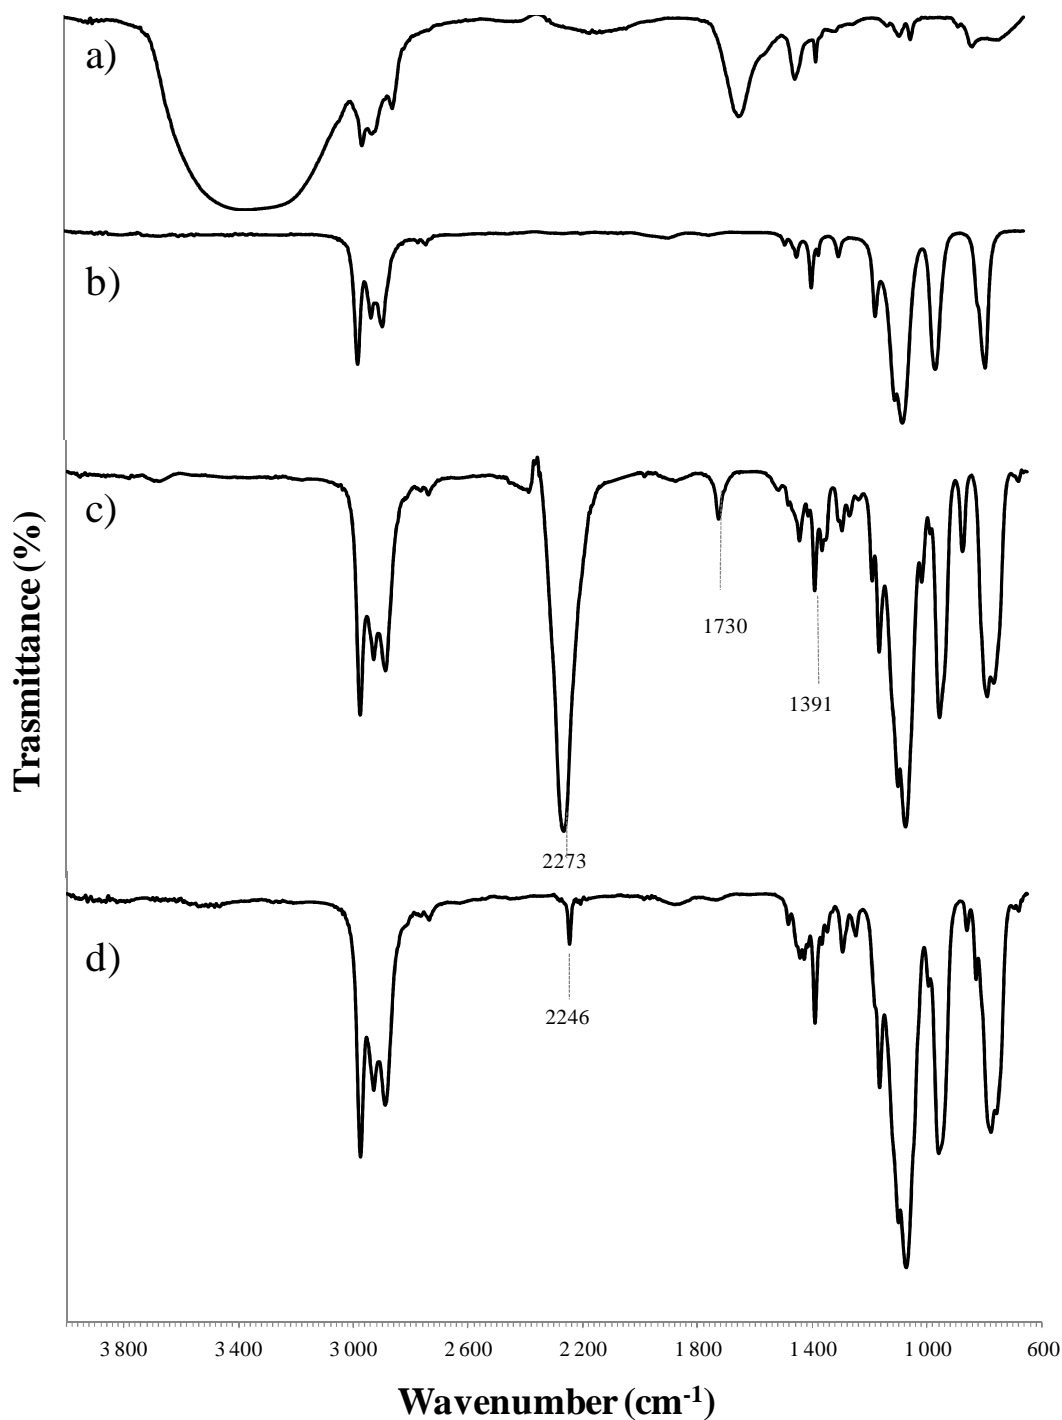 a)
b)
c)
1730
1391
2273
d)
2246
Trasmittance (%)
3 800 3 400 3 000 2 600 2 200 1 800 1 400 1 000 600
Wavenumber (cm-1)